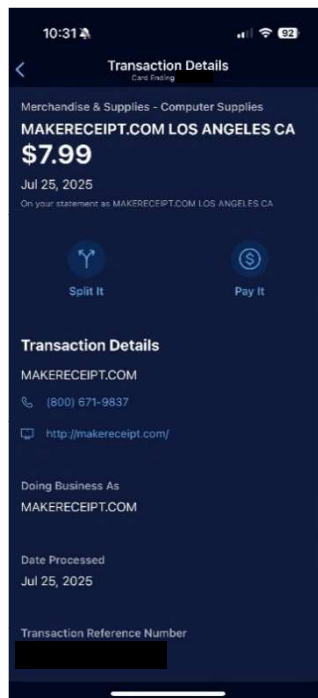 10:31
92
Transaction Details
Card Ending
Merchandise & Supplies - Computer Supplies
MAKERECEIPT.COM LOS ANGELES CA
$7.99
Jul 25, 2025
On your statement as MAKERECEIPT.COM LOS ANGELES CA
Split It
Pay It
Transaction Details
MAKERECEIPT.COM
(800) 671-9837
http://makereceipt.com/
Doing Business As
MAKERECEIPT.COM
Date Processed
Jul 25, 2025
Transaction Reference Number